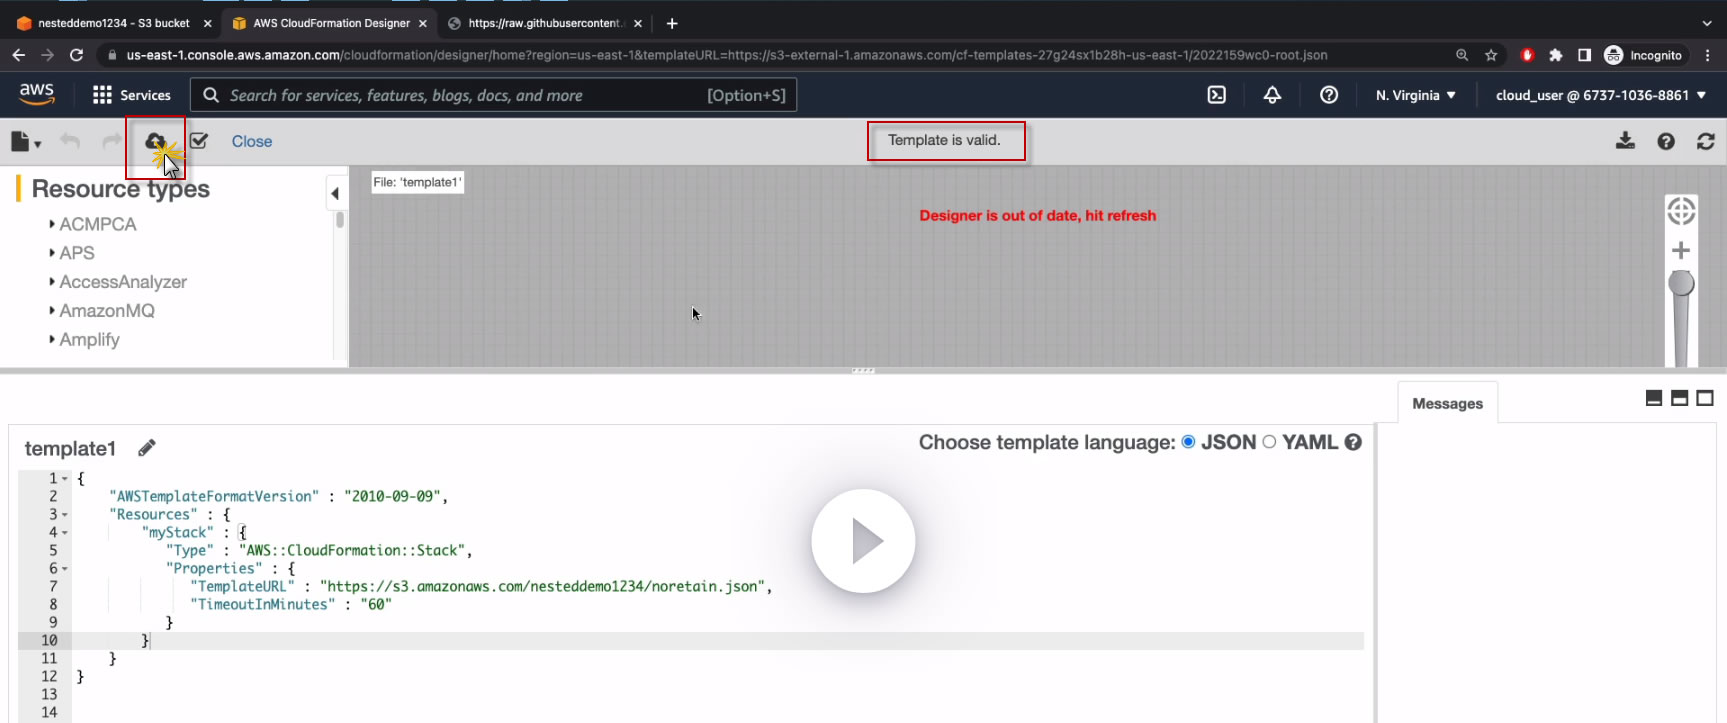 nesteddemo1234 - S3 bucket
AWS CloudFormation Designer
https://raw.githubusercontent.
us-east-1.console.aws.amazon.com/cloudformation/designer/home?region=us-east-1&templateURL=https://s3-external-1.amazonaws.com/cf-templates-27g24sx1b28h-us-east-1/2022159wc0-root.json
Incognito
aws
Services
Search for services, features, blogs, docs, and more
[Option+S]
N. Virginia
cloud_user @ 6737-1036-8861
Close
Template is valid.
Resource types
ACMPCA
APS
AccessAnalyzer
AmazonMQ
Amplify
File: 'template1'
Designer is out of date, hit refresh
Messages
template1
Choose template language: JSON YAML
1 {
2 "AWSTemplateFormatVersion" : "2010-09-09",
3 "Resources" : {
4 "myStack" : {
5 "Type" : "AWS::CloudFormation::Stack",
6 "Properties" : {
7 "TemplateURL" : "https://s3.amazonaws.com/nesteddemo1234/noretain.json",
8 "TimeoutInMinutes" : "60"
9 }
10 }
11 }
12 }
13
14